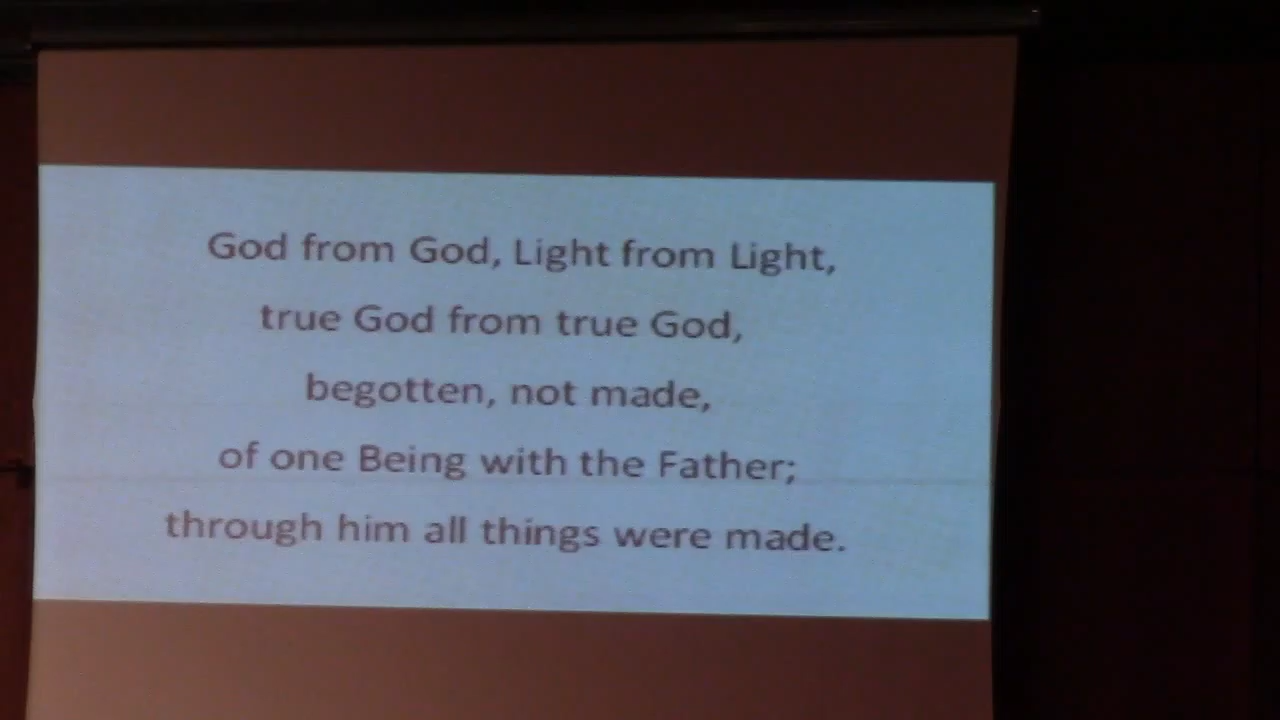 God from God, Light from Light,
true God from true God,
begotten, not made,
of one Being with the Father;
through him all things were made.